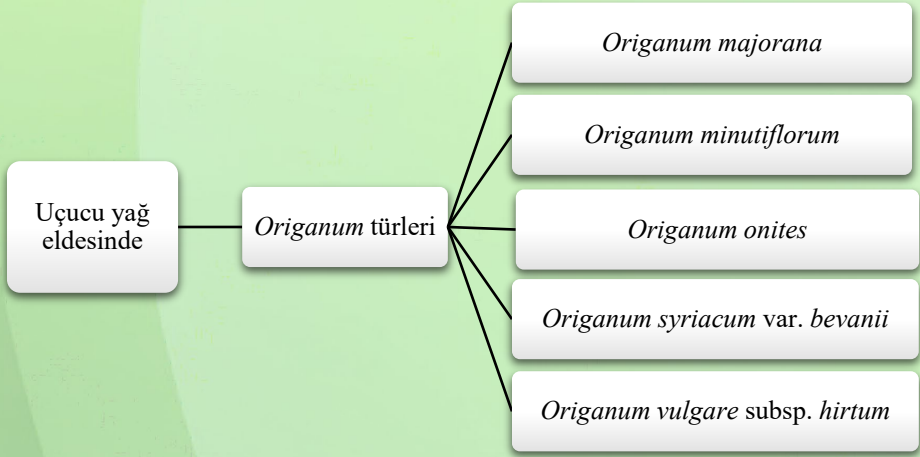 Uçucu yağ
eldesinde
Origanum türleri
Origanum majorana
Origanum minutiflorum
Origanum onites
Origanum syriacum var. bevanii
Origanum vulgare subsp. hirtum